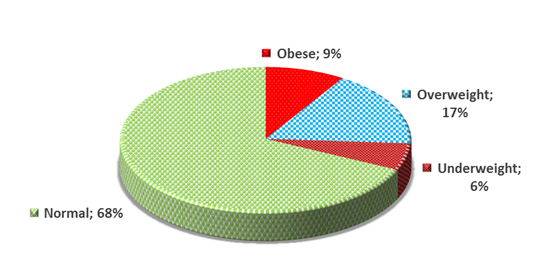 Obese; 9%
Overweight;
17%
Underweight;
6%
Normal; 68%